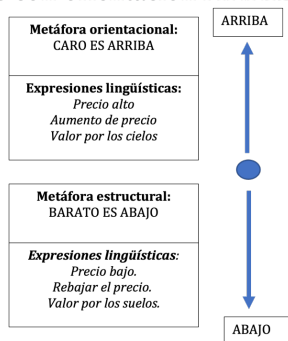 Metáfora orientacional:
CARO ES ARRIBA
Expresiones lingüísticas:
Precio alto
Aumento de precio
Valor por los cielos
Metáfora estructural:
BARATO ES ABAJO
Expresiones lingüísticas:
Precio bajo.
Rebajar el precio.
Valor por los suelos.
ARRIBA
ABAJO